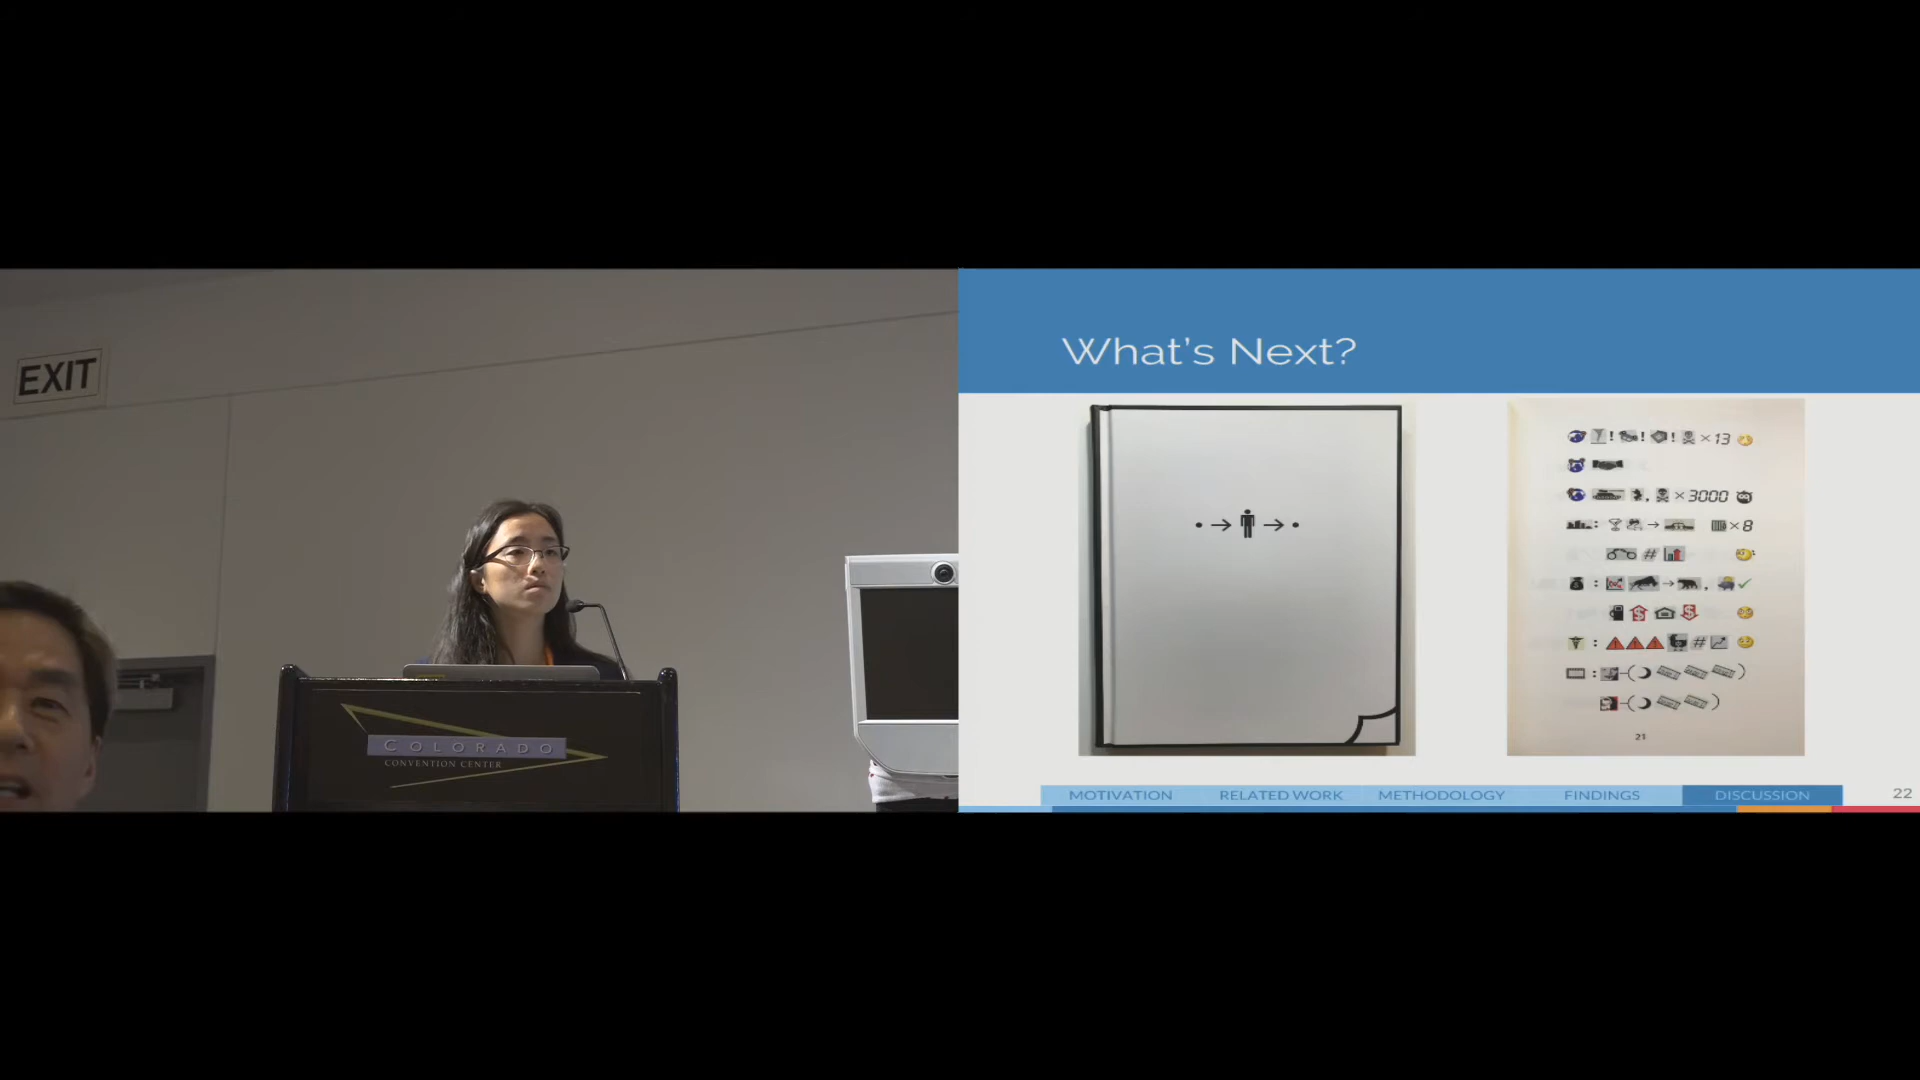 EXIT
COLORADO
CONVENTION CENTER
What's Next?
! ! ! ×13
, ×3000
: → ×8
#
: → ,
: #
: -( )
-( )
21
MOTIVATION RELATED WORK METHODOLOGY FINDINGS DISCUSSION
22